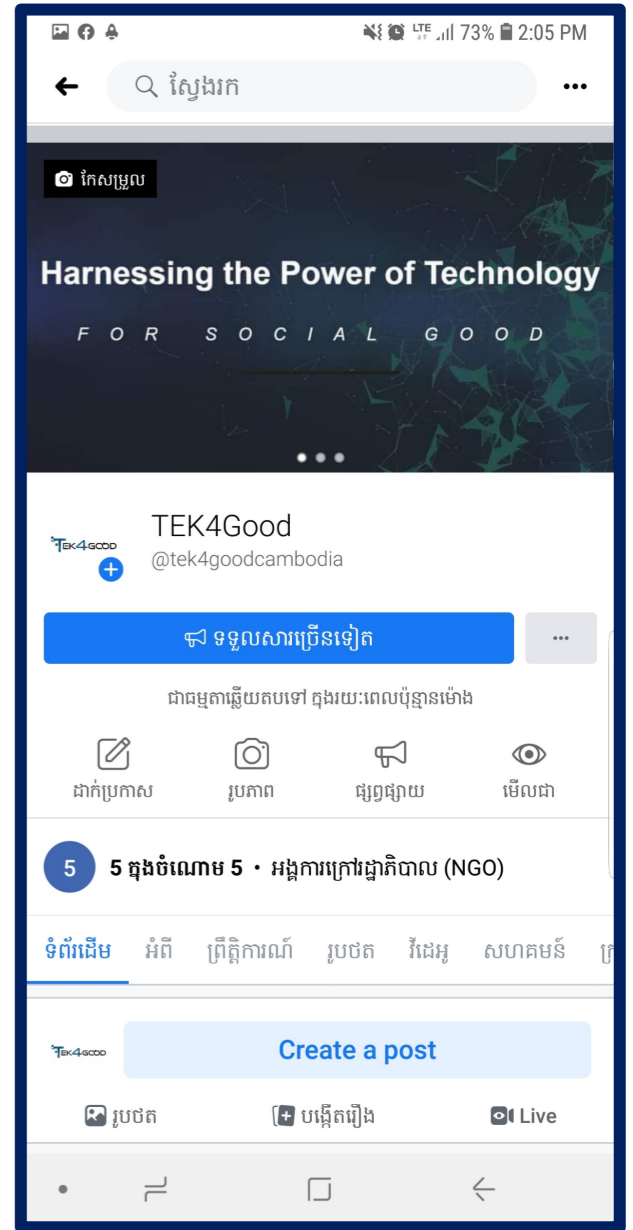 LTE 73% 2:05 PM
ស្វែងរក
កែសម្រួល
Harnessing the Power of Technology
FOR SOCIAL GOOD
TEK4GOOD
TEK4Good
@tek4goodcambodia
ទទួលសារច្រើនទៀត
ជាធម្មតាឆ្លើយតបទៅ ក្នុងរយៈពេលប៉ុន្មានម៉ោង
ដាក់ប្រកាស រូបភាព ផ្សព្វផ្សាយ មើលជា
5 5 ក្នុងចំណោម 5 · អង្គការក្រៅរដ្ឋាភិបាល (NGO)
ទំព័រដើម អំពី ព្រឹត្តិការណ៍ រូបថត វីដេអូ សហគមន៍
TEK4GOOD Create a post
រូបថត បង្កើតរឿង Live